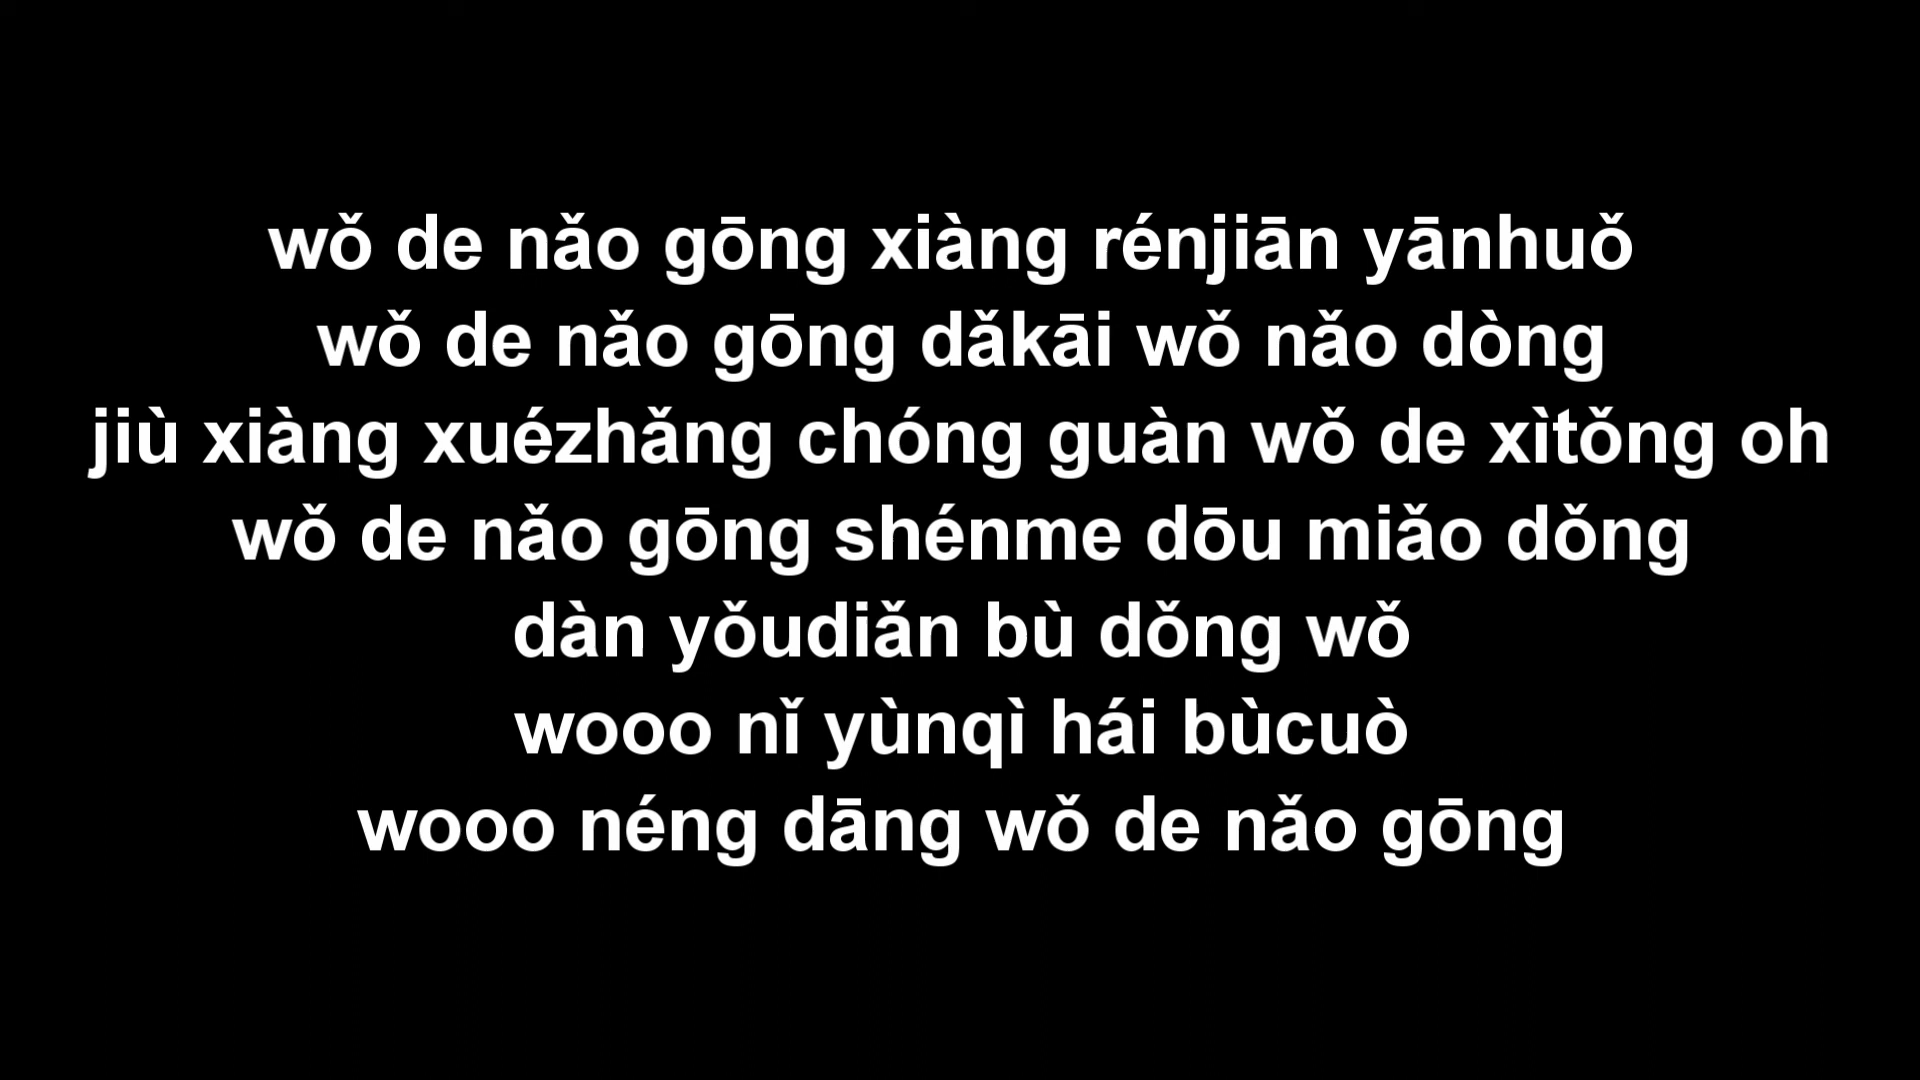 wǒ de nǎo gōng xiàng rénjiān yānhuǒ
wǒ de nǎo gōng dǎkāi wǒ nǎo dòng
jiù xiàng xuézhǎng chóng guàn wǒ de xìtǒng oh
wǒ de nǎo gōng shénme dōu miǎo dǒng
dàn yǒudiǎn bù dǒng wǒ
wooo nǐ yùnqì hái bùcuò
wooo néng dāng wǒ de nǎo gōng